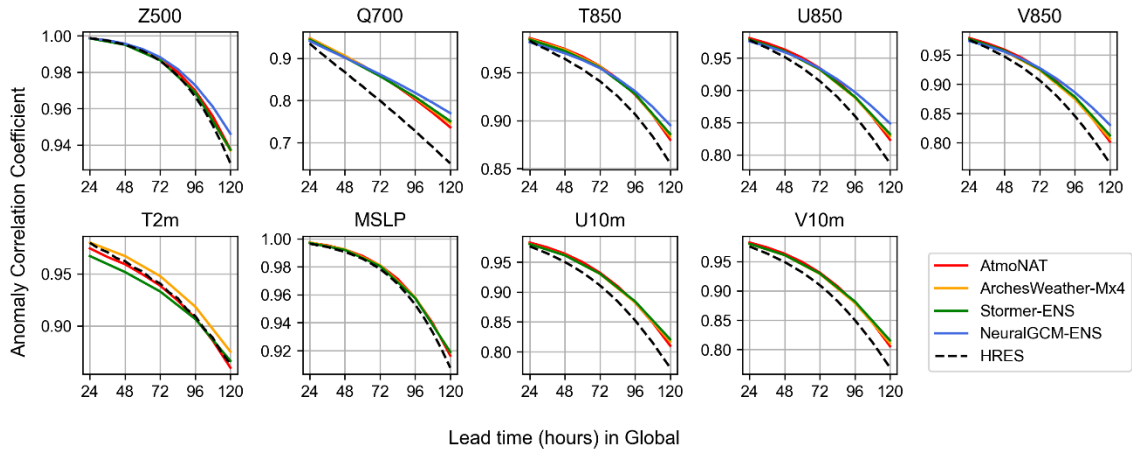 Z500
Q700
T850
U850
V850
1.00
0.98
0.96
0.94
24 48 72 96 120
0.9
0.8
0.7
24 48 72 96 120
0.95
0.90
0.85
24 48 72 96 120
0.95
0.90
0.85
0.80
24 48 72 96 120
0.95
0.90
0.85
0.80
24 48 72 96 120
Anomaly Correlation Coefficient
T2m
MSLP
U10m
V10m
0.95
0.90
24 48 72 96 120
1.00
0.98
0.96
0.94
0.92
24 48 72 96 120
0.95
0.90
0.85
0.80
24 48 72 96 120
0.95
0.90
0.85
0.80
24 48 72 96 120
AtmoNAT
ArchesWeather-Mx4
Stormer-ENS
NeuralGCM-ENS
HRES
Lead time (hours) in Global